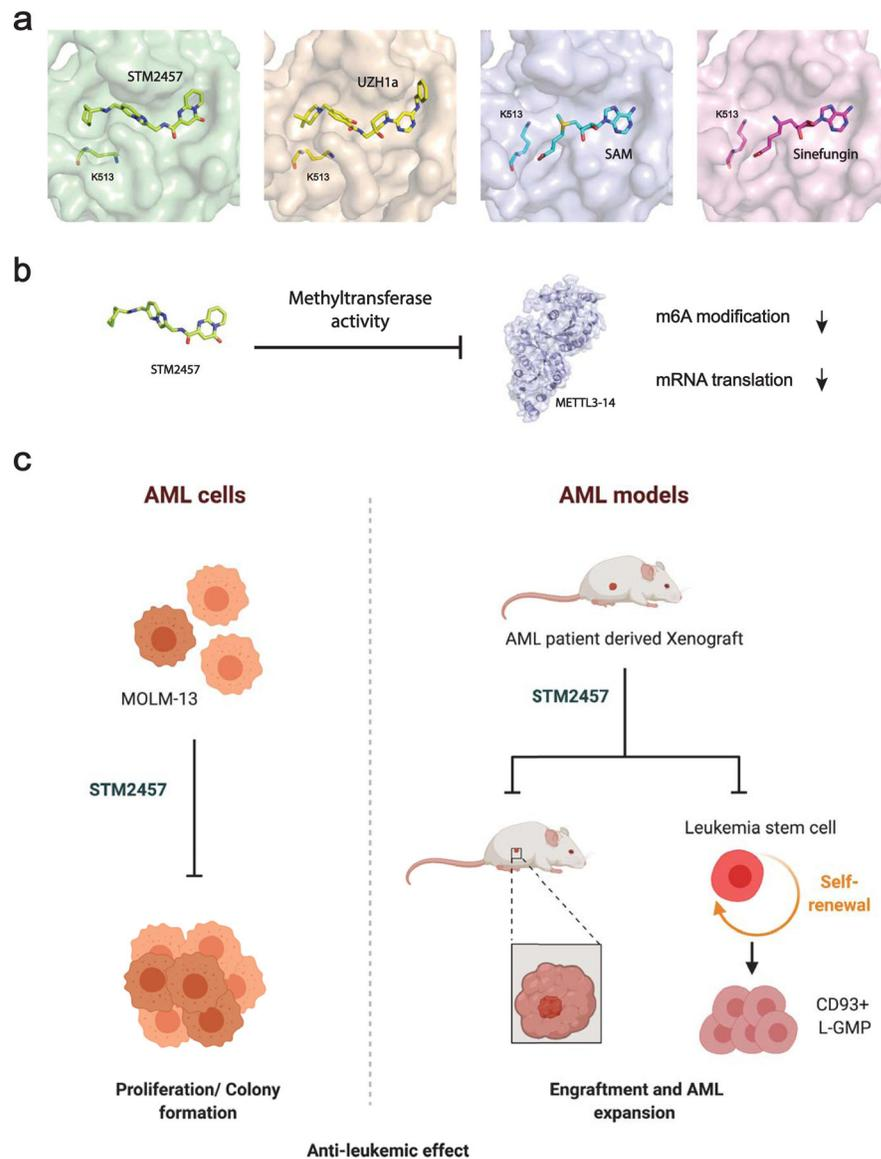 a
STM2457
K513
UZH1a
K513
K513
SAM
K513
Sinefungin
b
STM2457
Methyltransferase
activity
METTL3-14
m6A modification ↓
mRNA translation ↓
c
AML cells
MOLM-13
STM2457
Proliferation/ Colony
formation
AML models
AML patient derived Xenograft
STM2457
Leukemia stem cell
Self-
renewal
CD93+
L-GMP
Engraftment and AML
expansion
Anti-leukemic effect